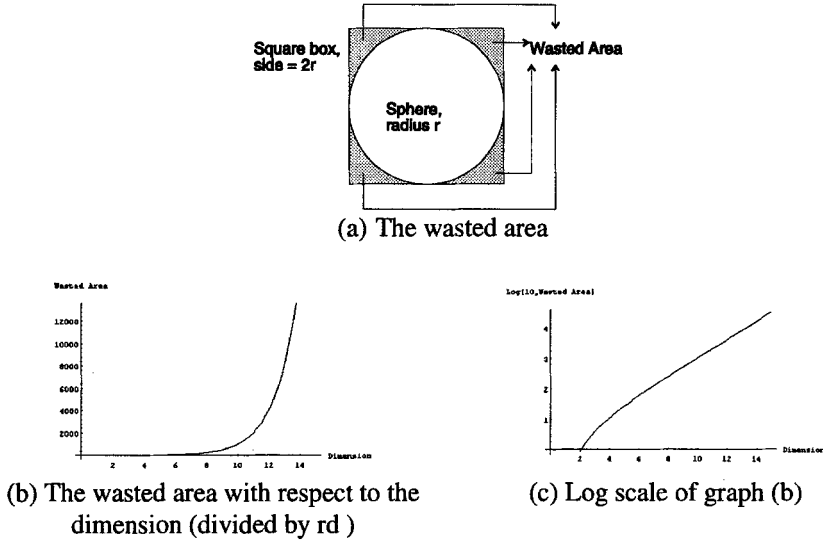 Square box,
side = 2r
Wasted Area
Sphere,
radius r
(a) The wasted area
Wasted Area
12000
10000
8000
6000
4000
2000
2 4 6 8 10 12 14
Dimension
(b) The wasted area with respect to the
dimension (divided by rd )
Log[10,Wasted Area]
4
3
2
1
2 4 6 8 10 12 14
Dimension
(c) Log scale of graph (b)